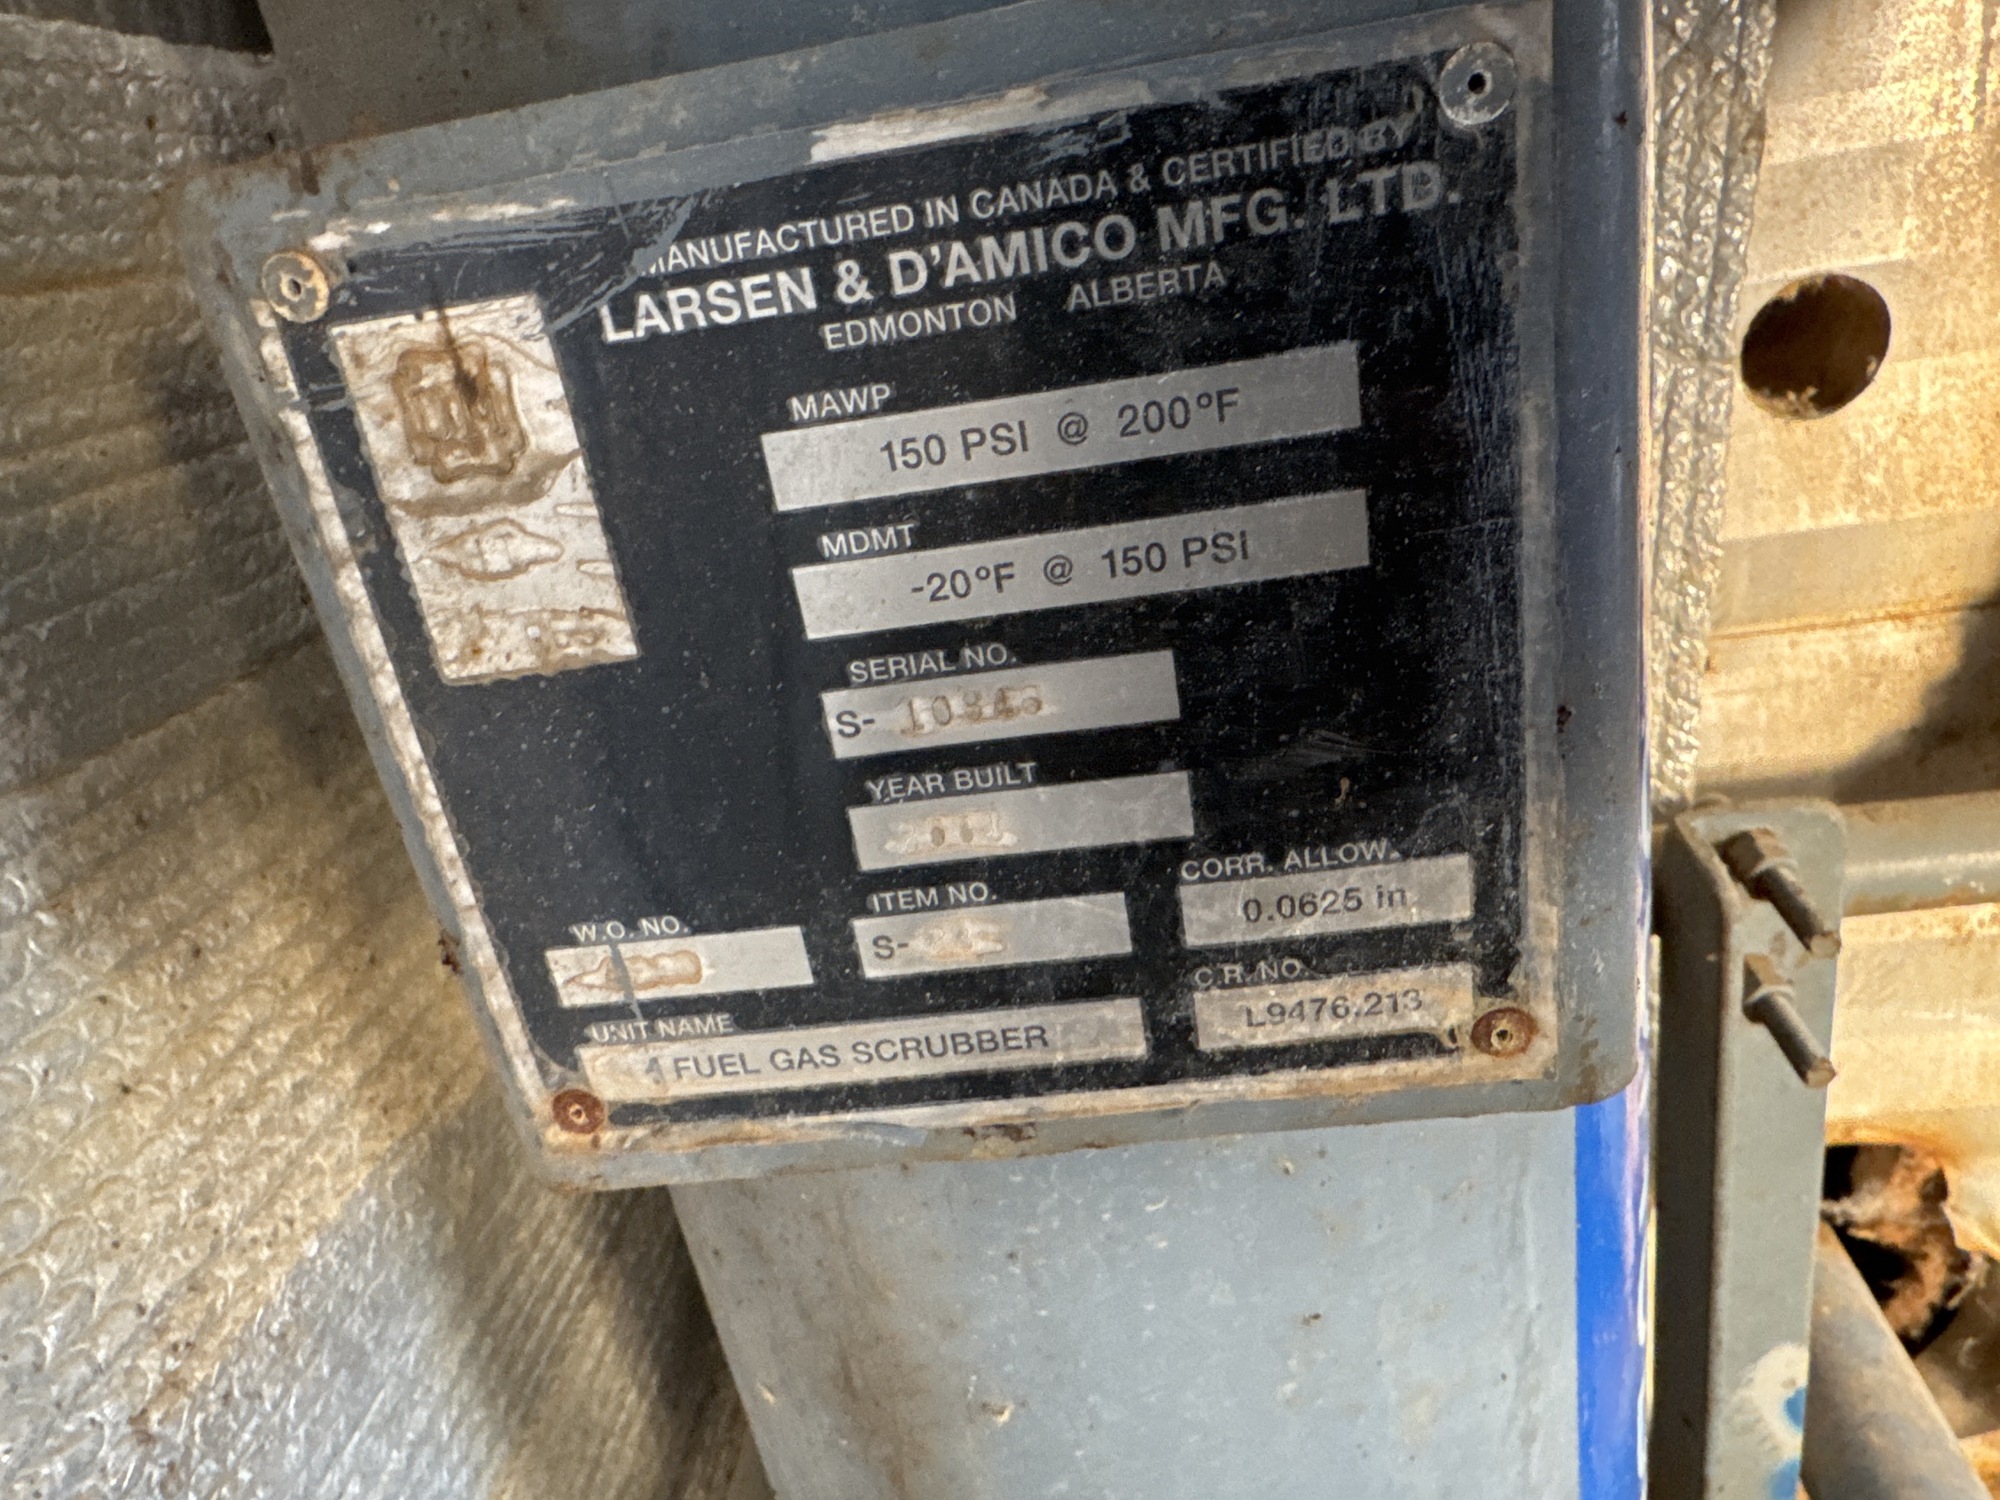 MANUFACTURED IN CANADA & CERTIFIED BY
LARSEN & D'AMICO MFG. LTD.
EDMONTON ALBERTA
MAWP
150 PSI @ 200°F
MDMT
-20°F @ 150 PSI
SERIAL NO.
S-
YEAR BUILT
2001
ITEM NO.
S-
CORR. ALLOW.
0.0625 in
W.O. NO.
C.R. NO.
L9476.213
UNIT NAME
FUEL GAS SCRUBBER